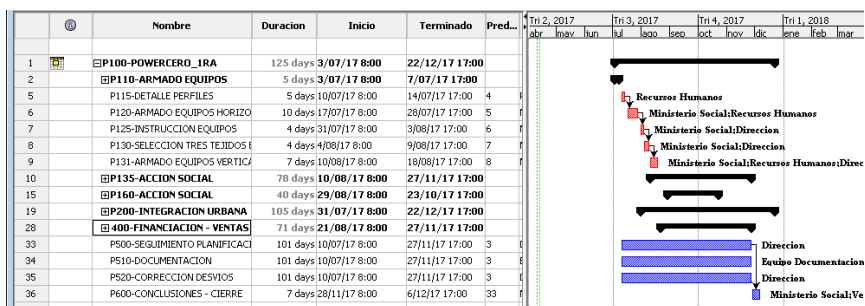 Tri 2, 2017 Tri 3, 2017 Tri 4, 2017 Tri 1, 2018
Nombre Duracion Inicio Terminado Pred... abr may jun jul ago sep oct nov dic ene feb mar
1 P100-POWERCERO_1RA 125 days 3/07/17 8:00 22/12/17 17:00
2 P110-ARMADO EQUIPOS 5 days 3/07/17 8:00 7/07/17 17:00
5 P115-DETALLE PERFILES 5 days 10/07/17 8:00 14/07/17 17:00 4 Recursos Humanos
6 P120-ARMADO EQUIPOS HORIZO 10 days 17/07/17 8:00 28/07/17 17:00 5 Ministerio Social;Recursos Humanos
7 P125-INSTRUCCION EQUIPOS 4 days 31/07/17 8:00 3/08/17 17:00 6 Ministerio Social;Direccion
8 P130-SELECCION TRES TEJIDOS 4 days 4/08/17 8:00 9/08/17 17:00 7 Ministerio Social;Direccion
9 P131-ARMADO EQUIPOS VERTICA 7 days 10/08/17 8:00 18/08/17 17:00 8 Ministerio Social;Recursos Humanos;Direc
10 P135-ACCION SOCIAL 78 days 10/08/17 8:00 27/11/17 17:00
15 P160-ACCION SOCIAL 40 days 29/08/17 8:00 23/10/17 17:00
19 P200-INTEGRACION URBANA 105 days 31/07/17 8:00 22/12/17 17:00
28 400-FINANCIACION - VENTAS 71 days 21/08/17 8:00 27/11/17 17:00
33 P500-SEGUIMIENTO PLANIFICACI 101 days 10/07/17 8:00 27/11/17 17:00 3 Direccion
34 P510-DOCUMENTACION 101 days 10/07/17 8:00 27/11/17 17:00 3 Equipo Documentacion
35 P520-CORRECCION DESVIOS 101 days 10/07/17 8:00 27/11/17 17:00 3 Direccion
36 P600-CONCLUSIONES - CIERRE 7 days 28/11/17 8:00 6/12/17 17:00 33 Ministerio Social;Ve